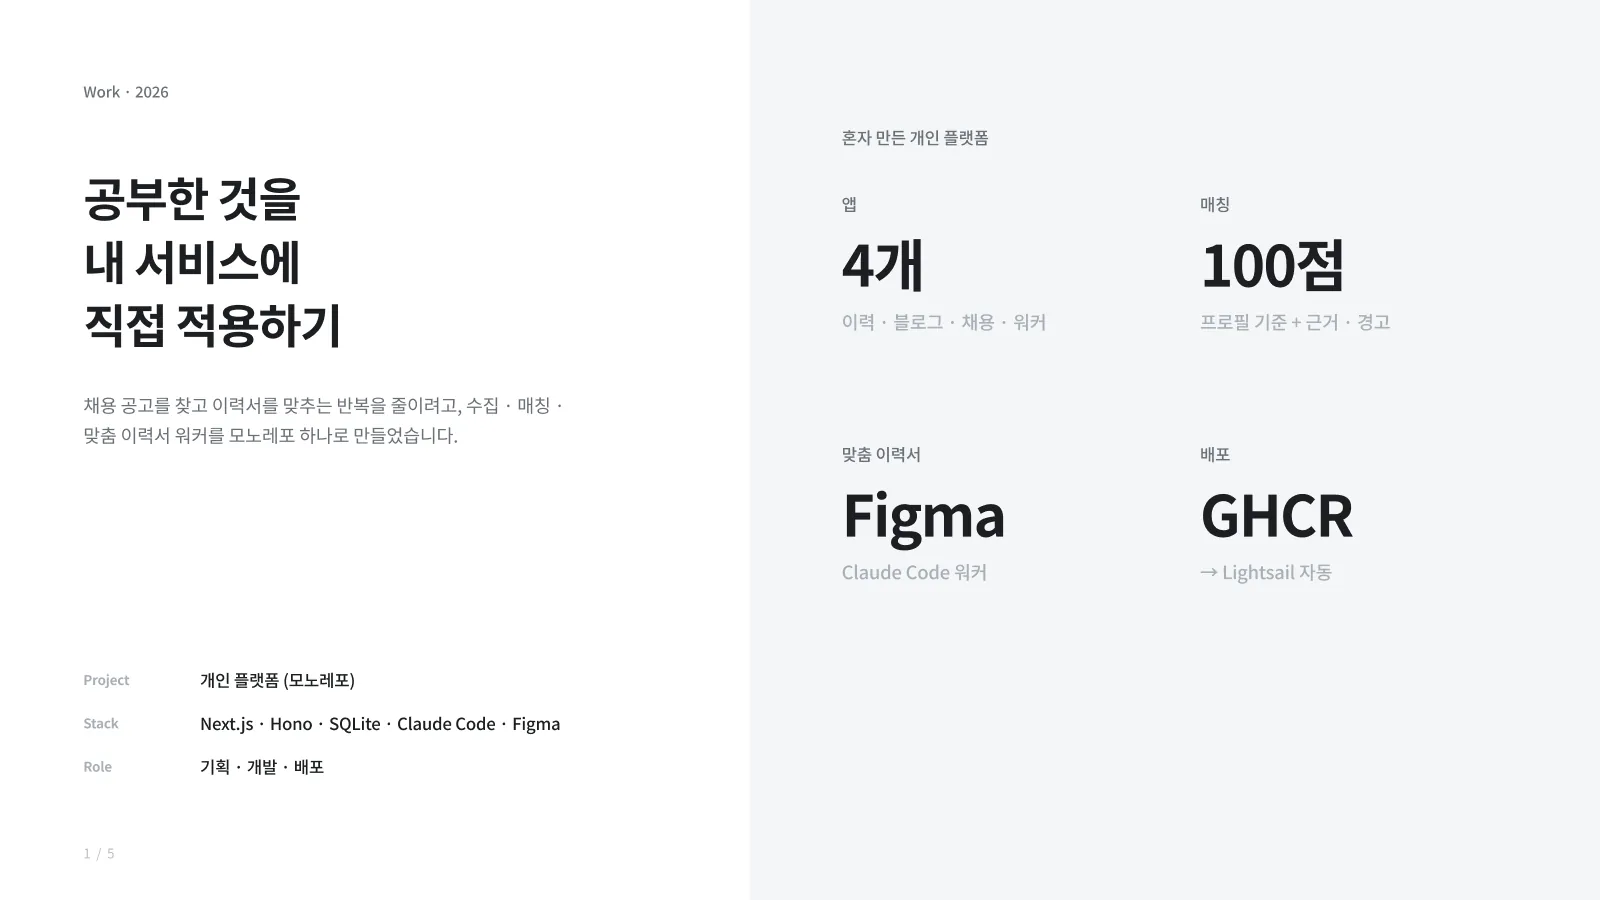 Work · 2026
공부한 것을
내 서비스에
직접 적용하기
채용 공고를 찾고 이력서를 맞추는 반복을 줄이려고, 수집 · 매칭 ·
맞춤 이력서 워커를 모노레포 하나로 만들었습니다.
Project 개인 플랫폼 (모노레포)
Stack Next.js · Hono · SQLite · Claude Code · Figma
Role 기획 · 개발 · 배포
1 / 5
혼자 만든 개인 플랫폼
앱
4개
이력 · 블로그 · 채용 · 워커
매칭
100점
프로필 기준 + 근거 · 경고
맞춤 이력서
Figma
Claude Code 워커
배포
GHCR
→ Lightsail 자동